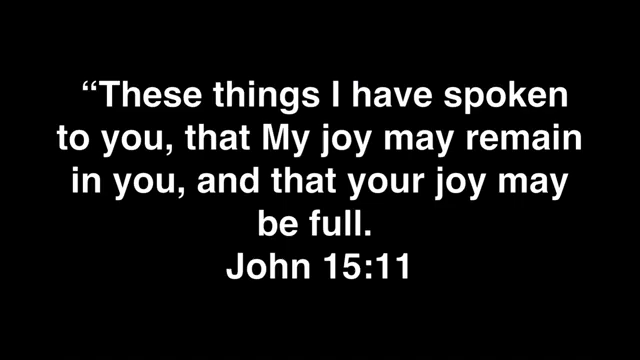 “These things I have spoken
to you, that My joy may remain
in you, and that your joy may
be full.
John 15:11